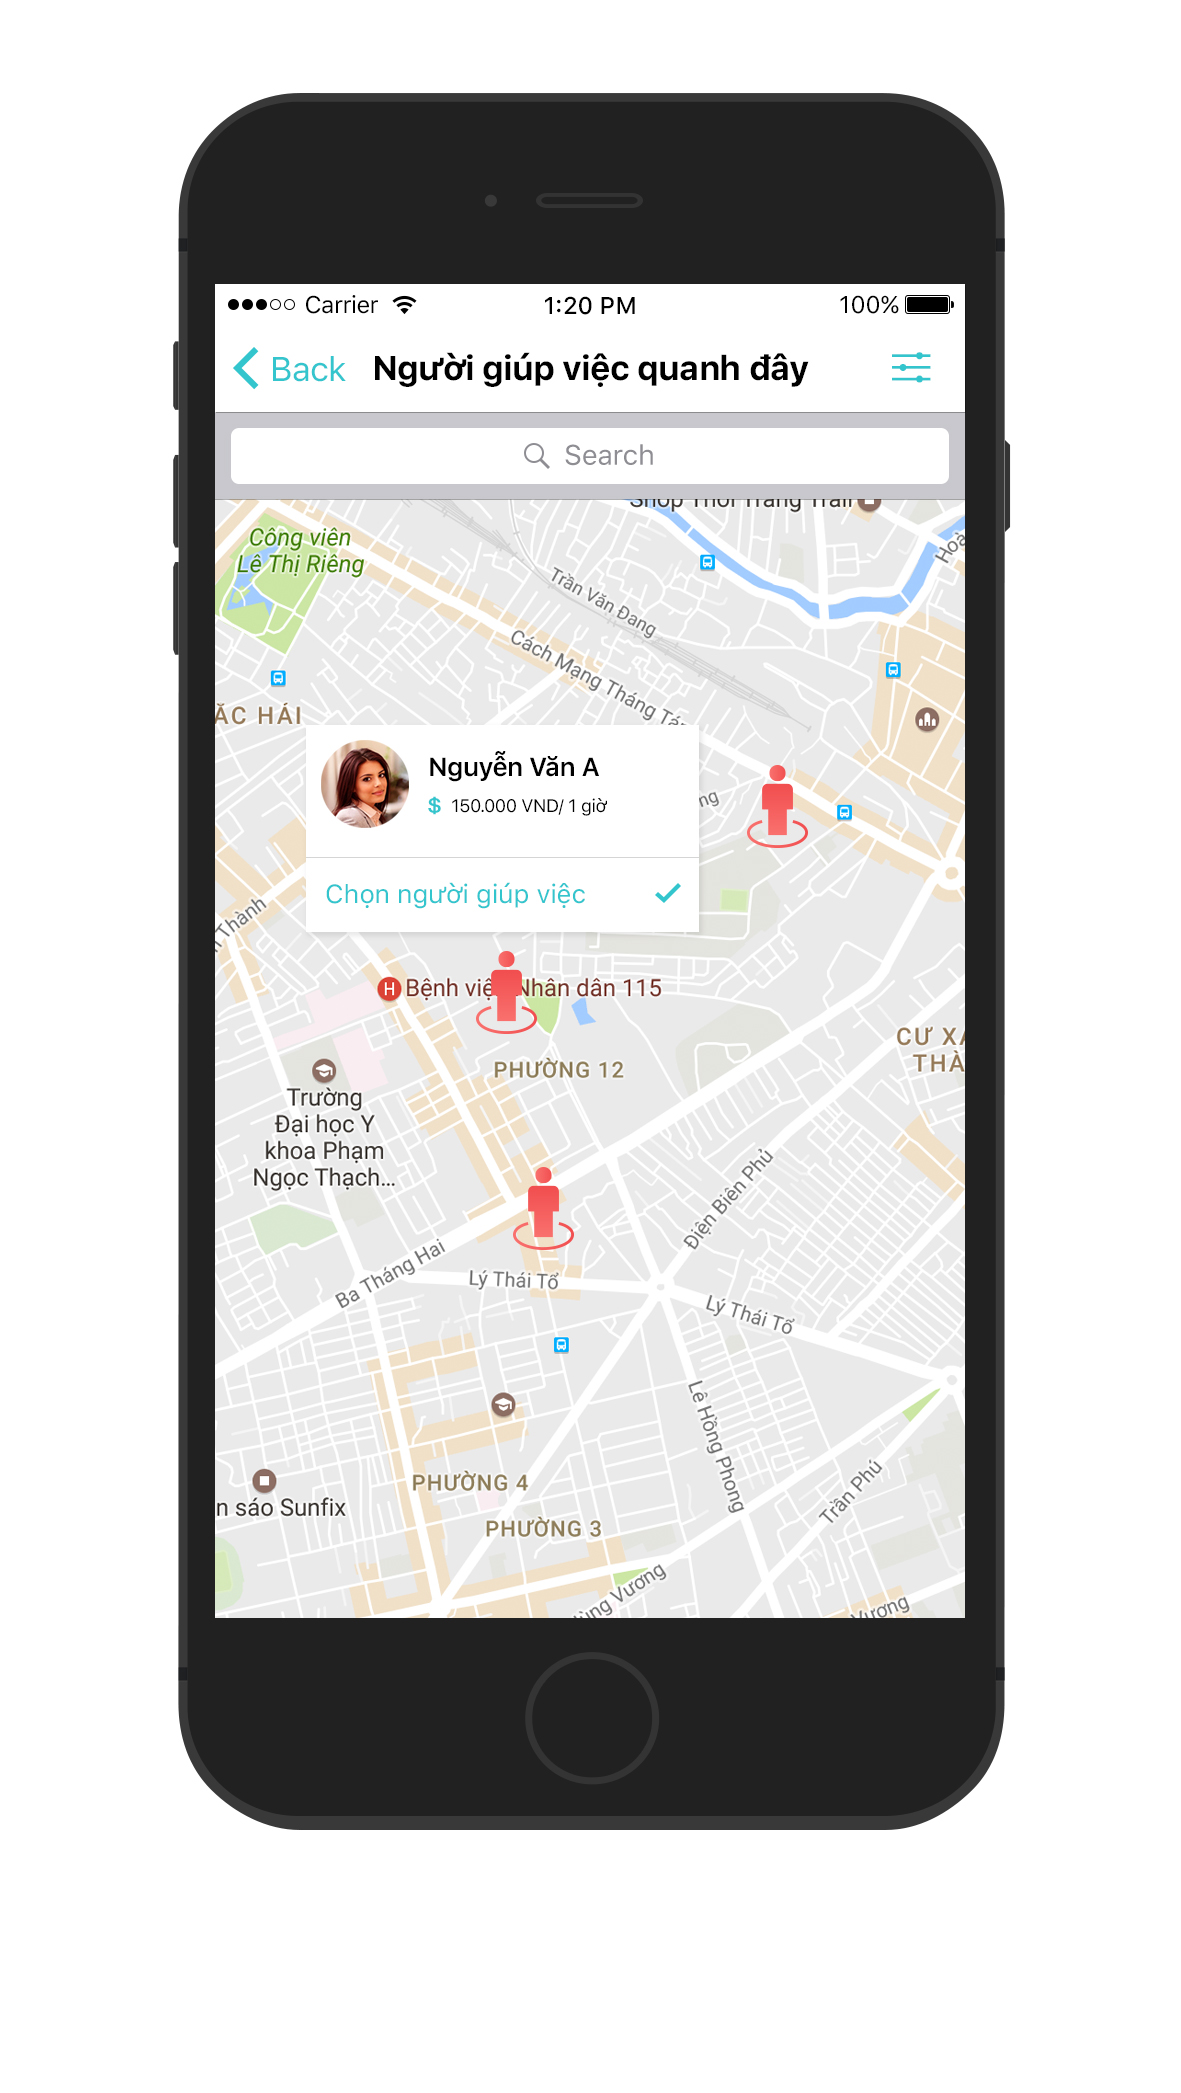 Carrier 1:20 PM 100%
Back Người giúp việc quanh đây
Search
Shop Thời Trang Trail
Công viên
Lê Thị Riêng
Hoà
Trần Văn Đang
Cách Mạng Tháng Tá
ẮC HẢI
Nguyễn Văn A
$ 150.000 VND/ 1 giờ
ng
Chọn người giúp việc
n Thành
H Bệnh việ Nhân dân 115
CƯ XÁ
THÀ
PHƯỜNG 12
Trường
Đại học Y
khoa Phạm
Ngọc Thạch...
Điện Biên Phủ
Ba Tháng Hai
Lý Thái Tổ
Lý Thái Tổ
Lê Hồng Phong
PHƯỜNG 4
Trần Phú
n sáo Sunfix
PHƯỜNG 3
ùng Vương
Vương